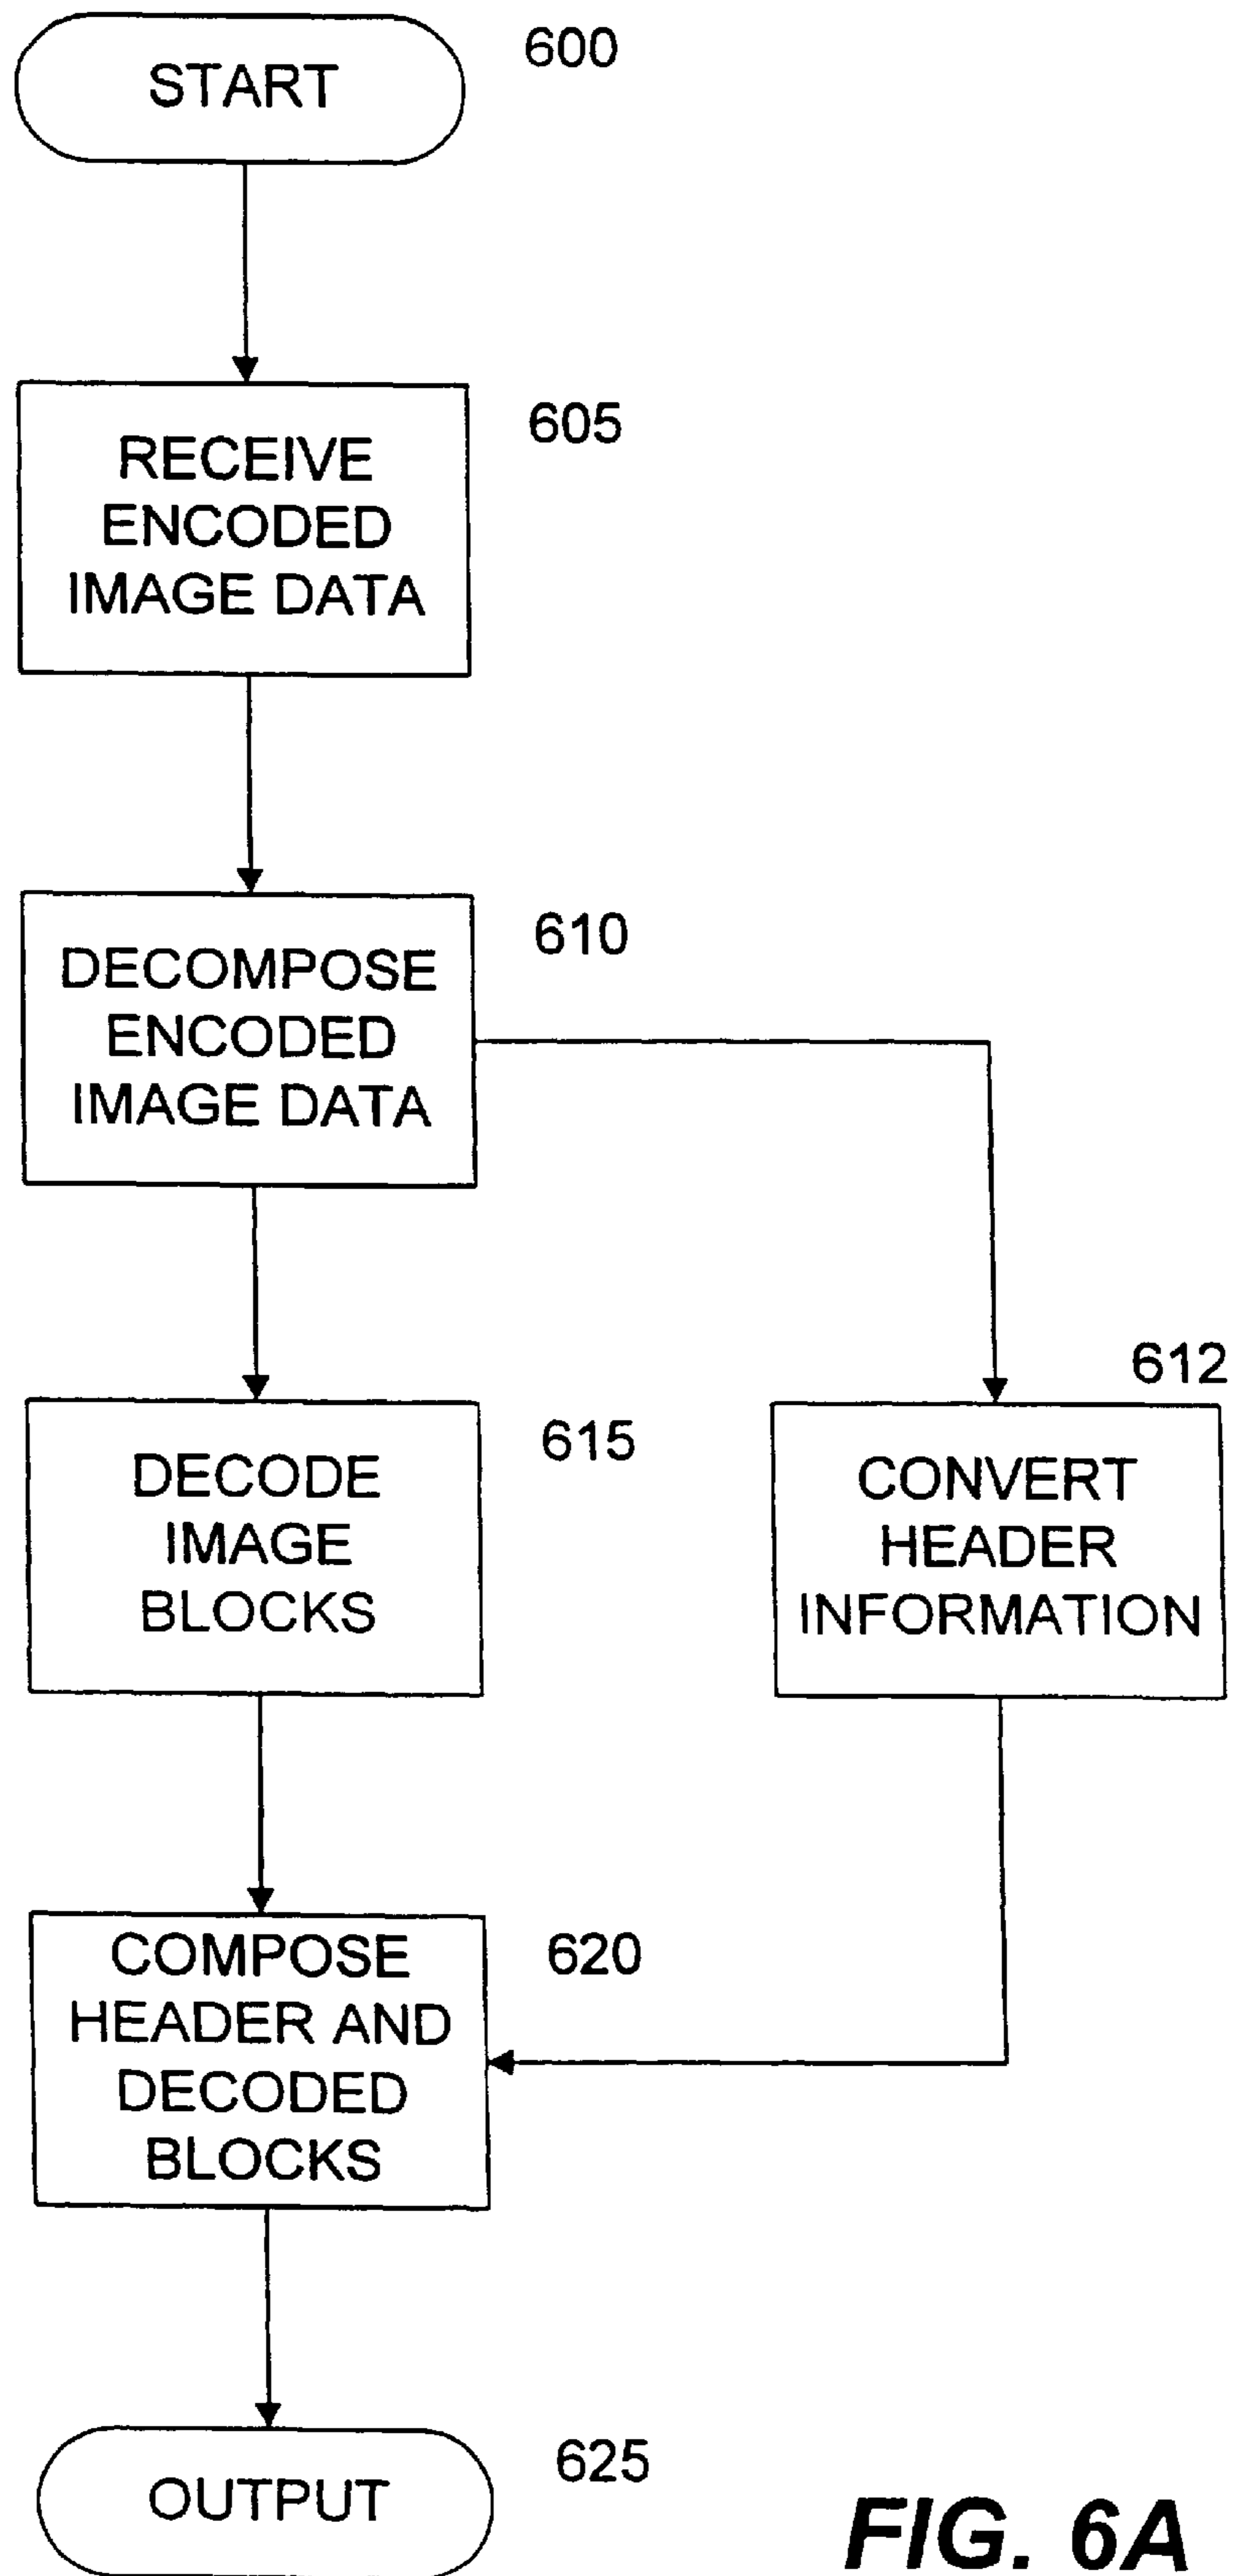 START
600
RECEIVE
ENCODED
IMAGE DATA
605
DECOMPOSE
ENCODED
IMAGE DATA
610
DECODE
IMAGE
BLOCKS
615
CONVERT
HEADER
INFORMATION
612
COMPOSE
HEADER AND
DECODED
BLOCKS
620
OUTPUT
625
FIG. 6A